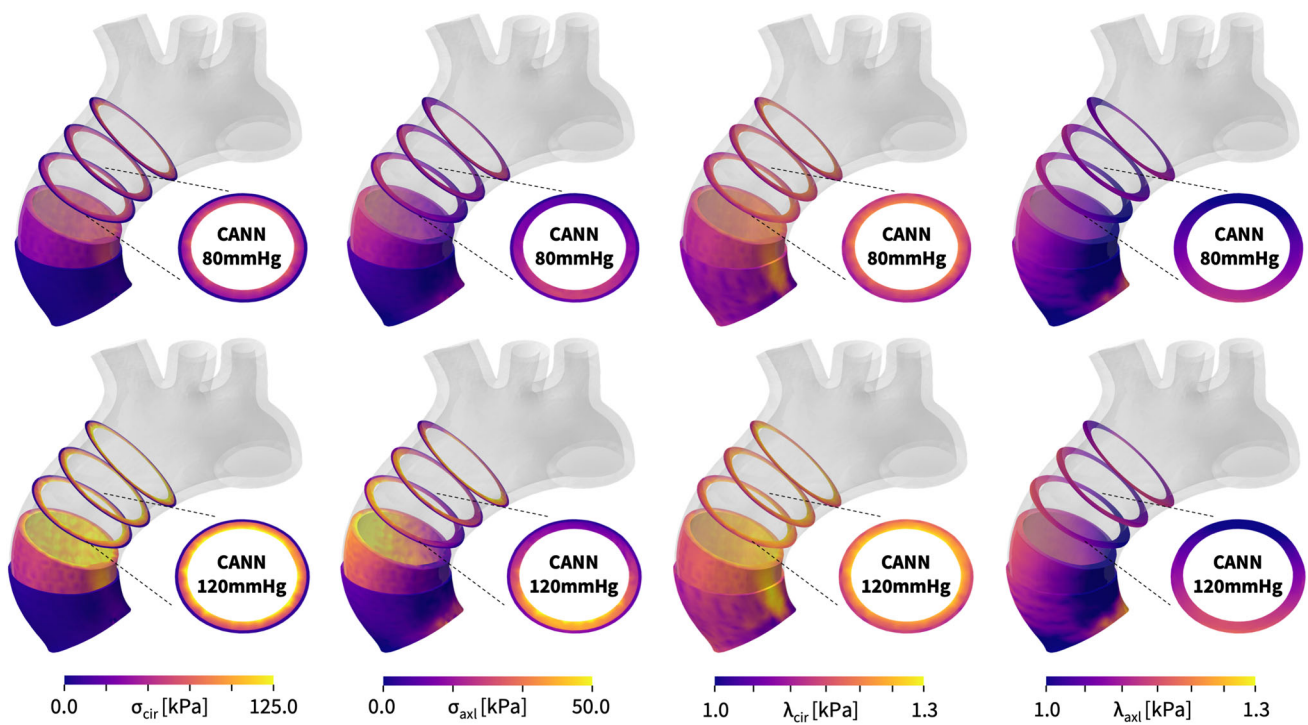 CANN
80mmHg
CANN
80mmHg
CANN
80mmHg
CANN
80mmHg
CANN
120mmHg
CANN
120mmHg
CANN
120mmHg
CANN
120mmHg
0.0 σcir [kPa] 125.0
0.0 σaxl [kPa] 50.0
1.0 λcir [kPa] 1.3
1.0 λaxl [kPa] 1.3